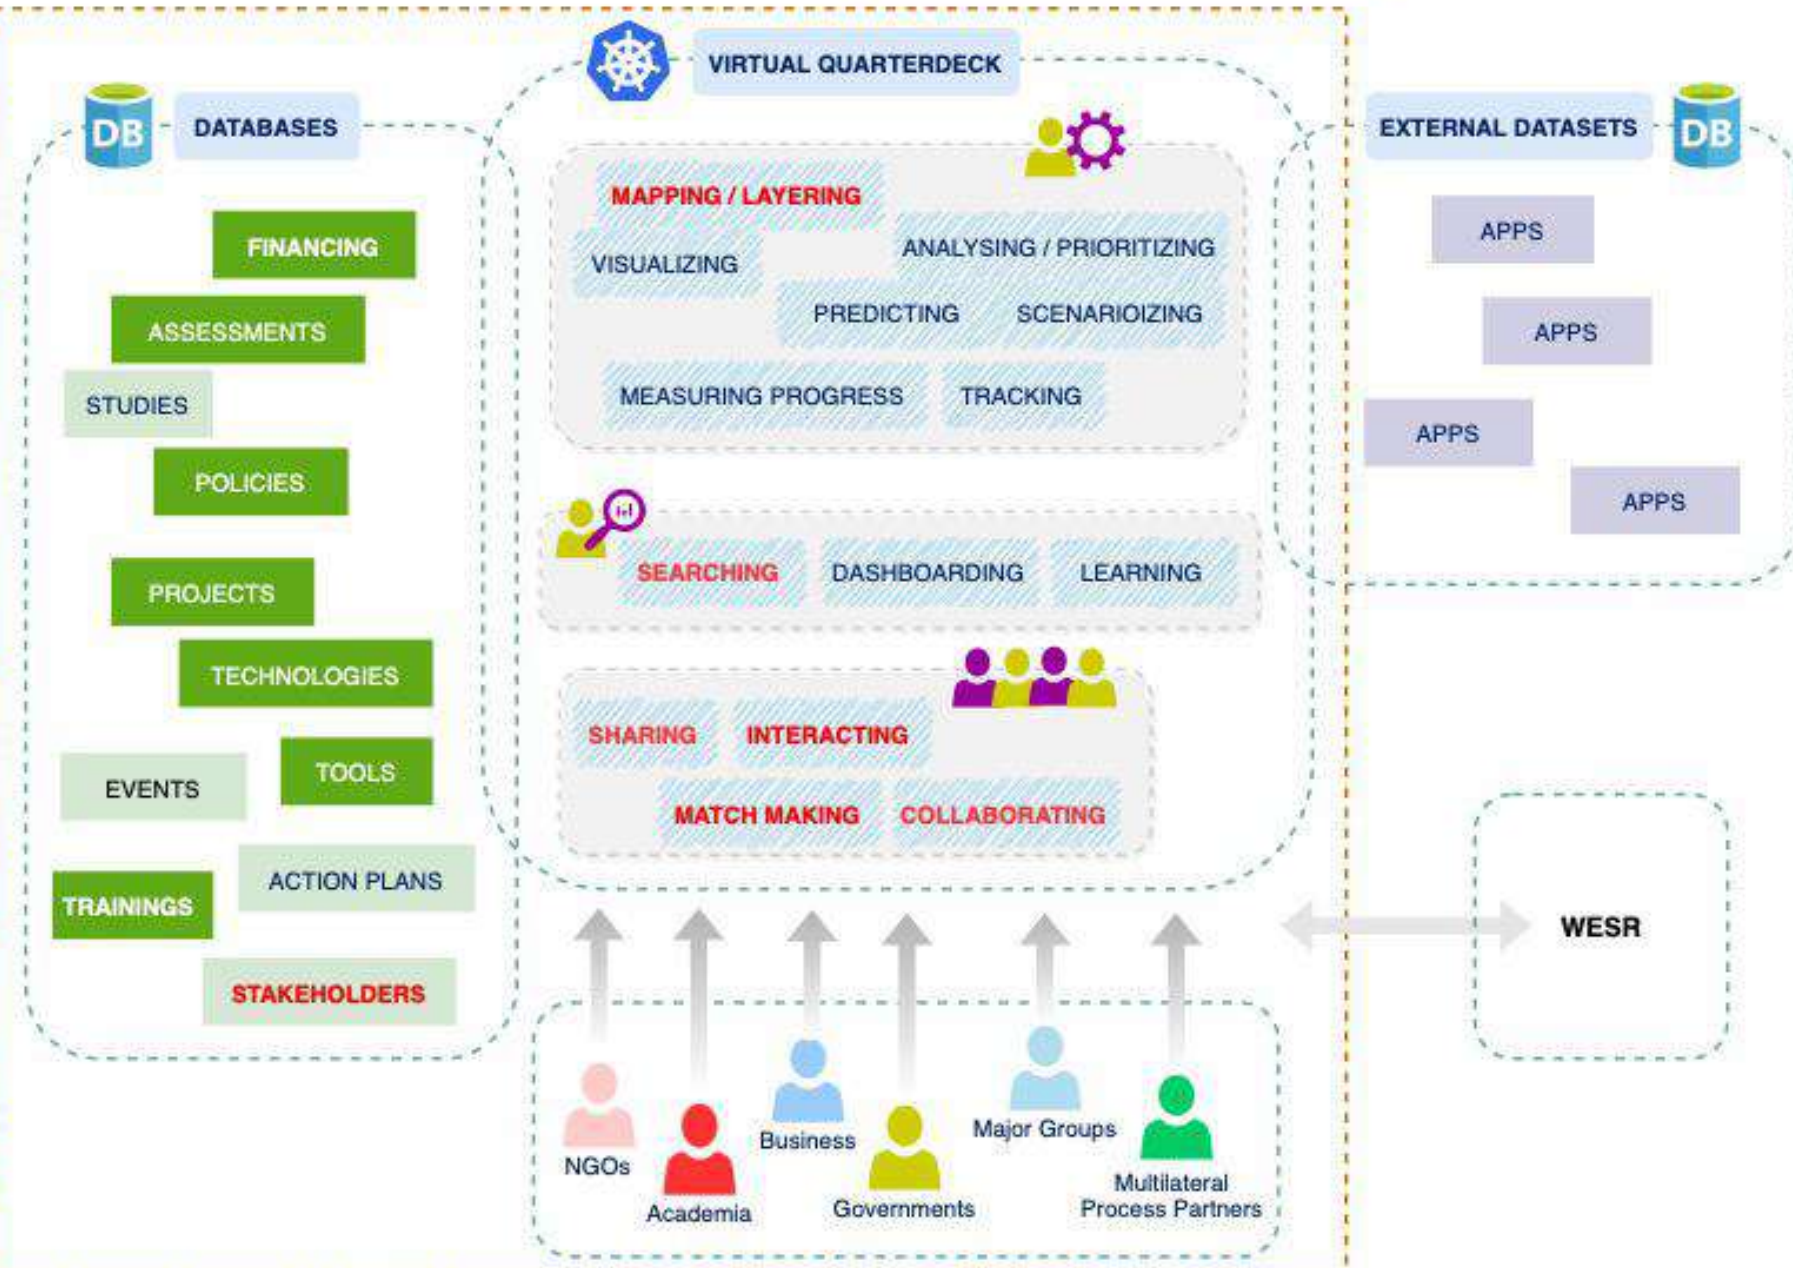 VIRTUAL QUARTERDECK
DB
DATABASES
EXTERNAL DATASETS
DB
FINANCING
ASSESSMENTS
STUDIES
POLICIES
PROJECTS
TECHNOLOGIES
TOOLS
EVENTS
ACTION PLANS
TRAININGS
STAKEHOLDERS
MAPPING / LAYERING
VISUALIZING
ANALYSING / PRIORITIZING
PREDICTING
SCENARIOIZING
MEASURING PROGRESS
TRACKING
SEARCHING
DASHBOARDING
LEARNING
SHARING
INTERACTING
MATCH MAKING
COLLABORATING
APPS
APPS
APPS
APPS
WESR
NGOs
Academia
Business
Governments
Major Groups
Multilateral
Process Partners